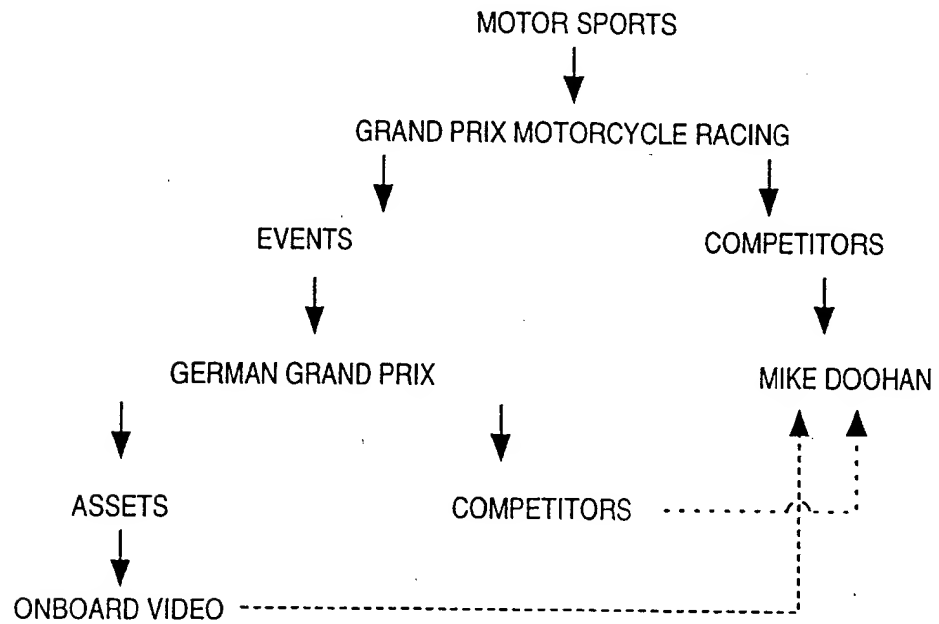 MOTOR SPORTS
GRAND PRIX MOTORCYCLE RACING
EVENTS
COMPETITORS
GERMAN GRAND PRIX
MIKE DOOHAN
ASSETS
COMPETITORS
ONBOARD VIDEO